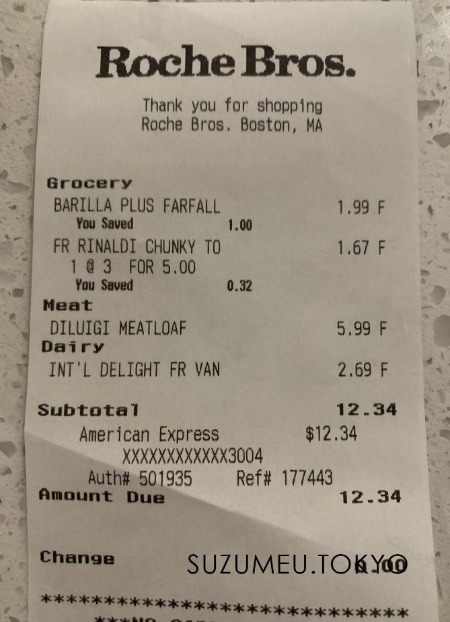 Roche Bros.
Thank you for shopping
Roche Bros. Boston, MA
Grocery
BARILLA PLUS FARFALL 1.99 F
You Saved 1.00
FR RINALDI CHUNKY TO 1.67 F
1 @ 3 FOR 5.00
You Saved 0.32
Meat
DILUIGI MEATLOAF 5.99 F
Dairy
INT'L DELIGHT FR VAN 2.69 F
Subtotal 12.34
American Express $12.34
XXXXXXXXXXXX3004
Auth# 501935 Ref# 177443
Amount Due 12.34
Change 0.00
SUZUMEU.TOKYO